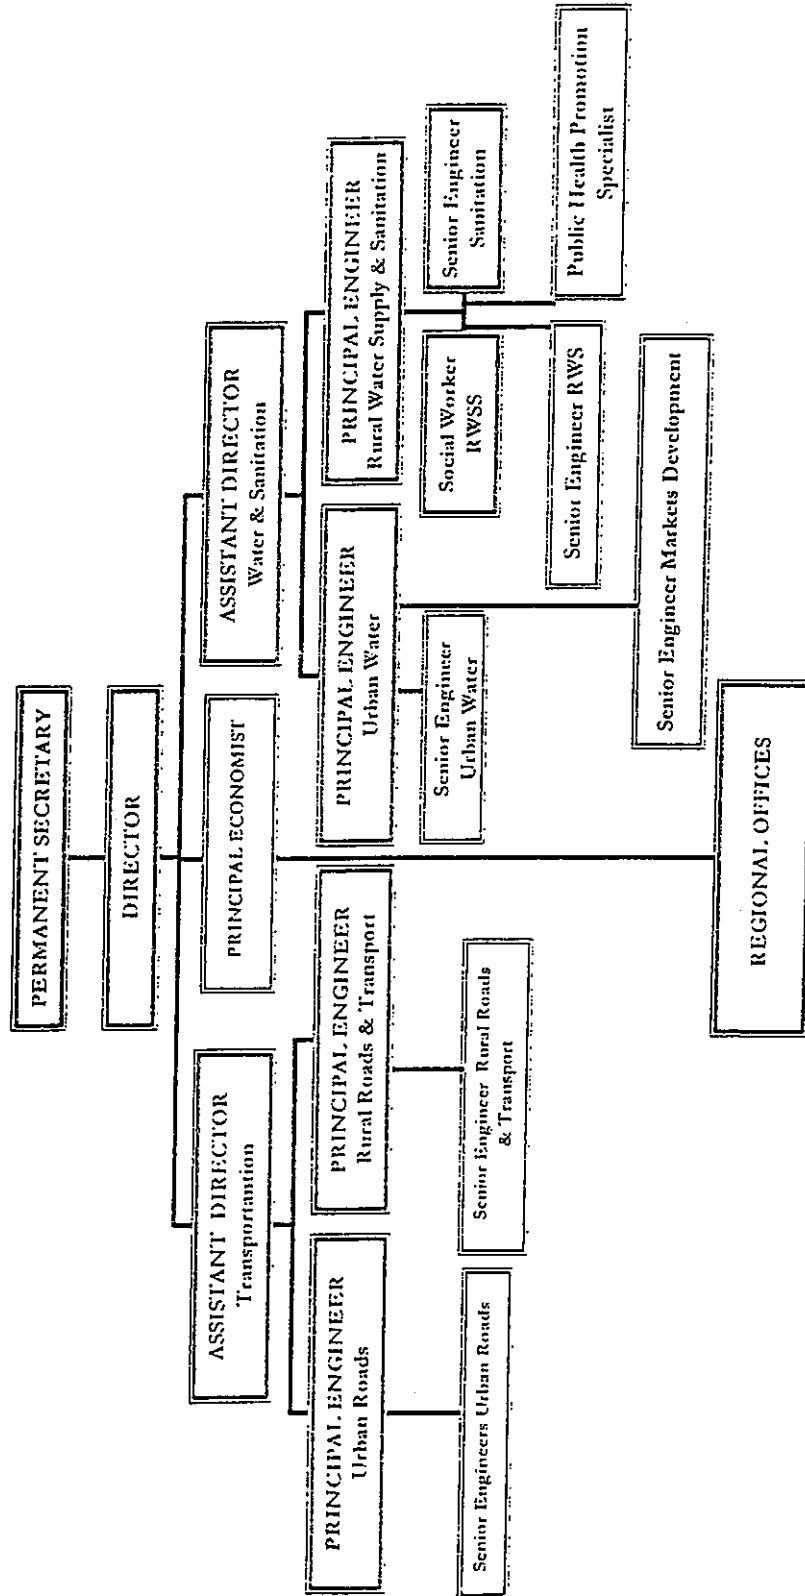 PERMANENT SECRETARY
DIRECTOR
ASSISTANT DIRECTOR
Transportantion
PRINCIPAL ECONOMIST
ASSISTANT DIRECTOR
Water & Sanitation
PRINCIPAL ENGINEER
Urban Roads
PRINCIPAL ENGINEER
Rural Roads & Transport
PRINCIPAL ENGINEER
Urban Water
PRINCIPAL ENGINEER
Rural Water Supply & Sanitation
Senior Engineers Urban Roads
Senior Engineer Rural Roads
& Transport
Senior Engineer
Urban Water
Social Worker
RWSS
Senior Engineer
Sanitation
Senior Engineer RWS
Public Health Promotion
Specialist
Senior Engineer Markets Development
REGIONAL OFFICES